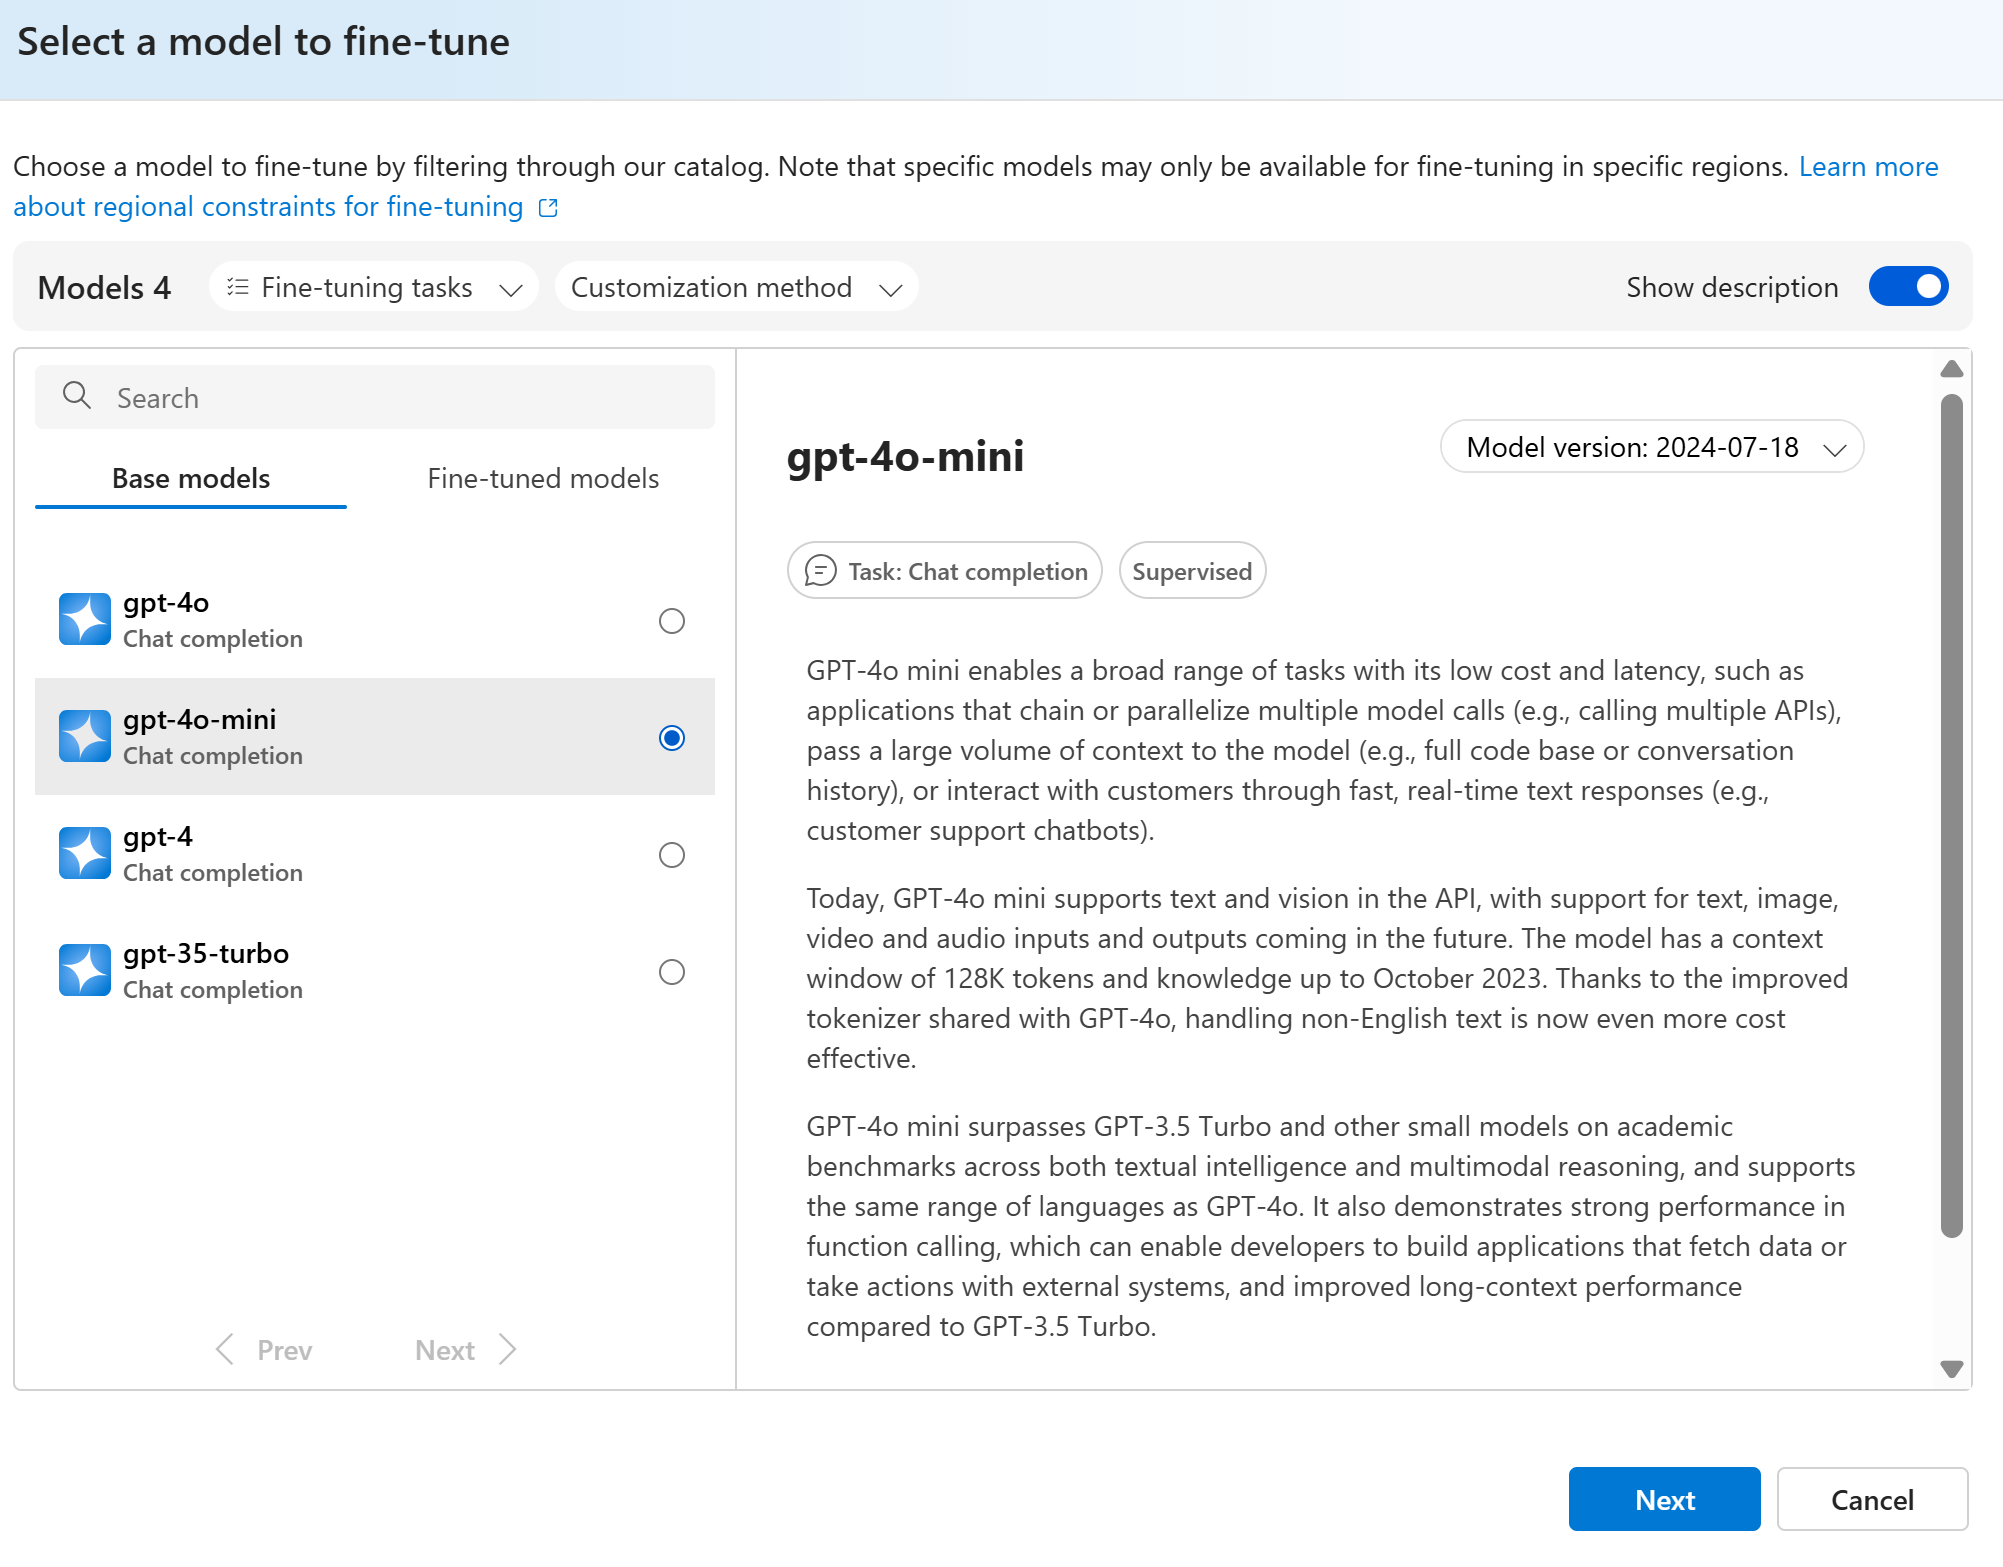 Select a model to fine-tune
Choose a model to fine-tune by filtering through our catalog. Note that specific models may only be available for fine-tuning in specific regions. Learn more
about regional constraints for fine-tuning
Models 4
Fine-tuning tasks
Customization method
Show description
Search
Base models
Fine-tuned models
gpt-4o
Chat completion
gpt-4o-mini
Chat completion
gpt-4
Chat completion
gpt-35-turbo
Chat completion
Prev
Next
gpt-4o-mini
Model version: 2024-07-18
Task: Chat completion
Supervised
GPT-4o mini enables a broad range of tasks with its low cost and latency, such as
applications that chain or parallelize multiple model calls (e.g., calling multiple APIs),
pass a large volume of context to the model (e.g., full code base or conversation
history), or interact with customers through fast, real-time text responses (e.g.,
customer support chatbots).
Today, GPT-4o mini supports text and vision in the API, with support for text, image,
video and audio inputs and outputs coming in the future. The model has a context
window of 128K tokens and knowledge up to October 2023. Thanks to the improved
tokenizer shared with GPT-4o, handling non-English text is now even more cost
effective.
GPT-4o mini surpasses GPT-3.5 Turbo and other small models on academic
benchmarks across both textual intelligence and multimodal reasoning, and supports
the same range of languages as GPT-4o. It also demonstrates strong performance in
function calling, which can enable developers to build applications that fetch data or
take actions with external systems, and improved long-context performance
compared to GPT-3.5 Turbo.
Next
Cancel